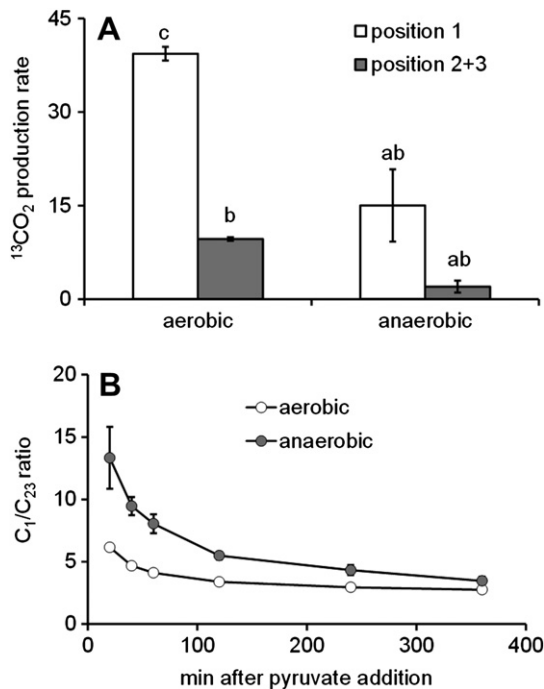 A
position 1
position 2+3
45
30
15
0
¹³CO₂ production rate
c
b
ab
ab
aerobic
anaerobic
B
aerobic
anaerobic
20
15
10
5
0
C₁/C₂₃ ratio
0
100
200
300
400
min after pyruvate addition